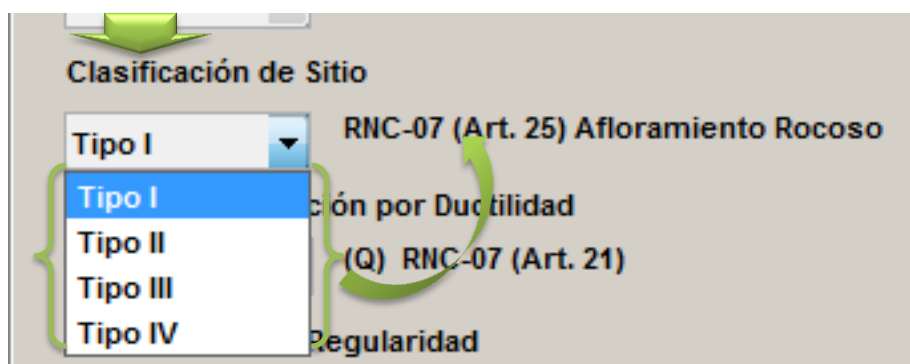 Clasificación de Sitio
Tipo I
RNC-07 (Art. 25) Afloramiento Rocoso
Tipo I
ción por Ductilidad
Tipo II
(Q) RNC-07 (Art. 21)
Tipo III
Tipo IV
Regularidad